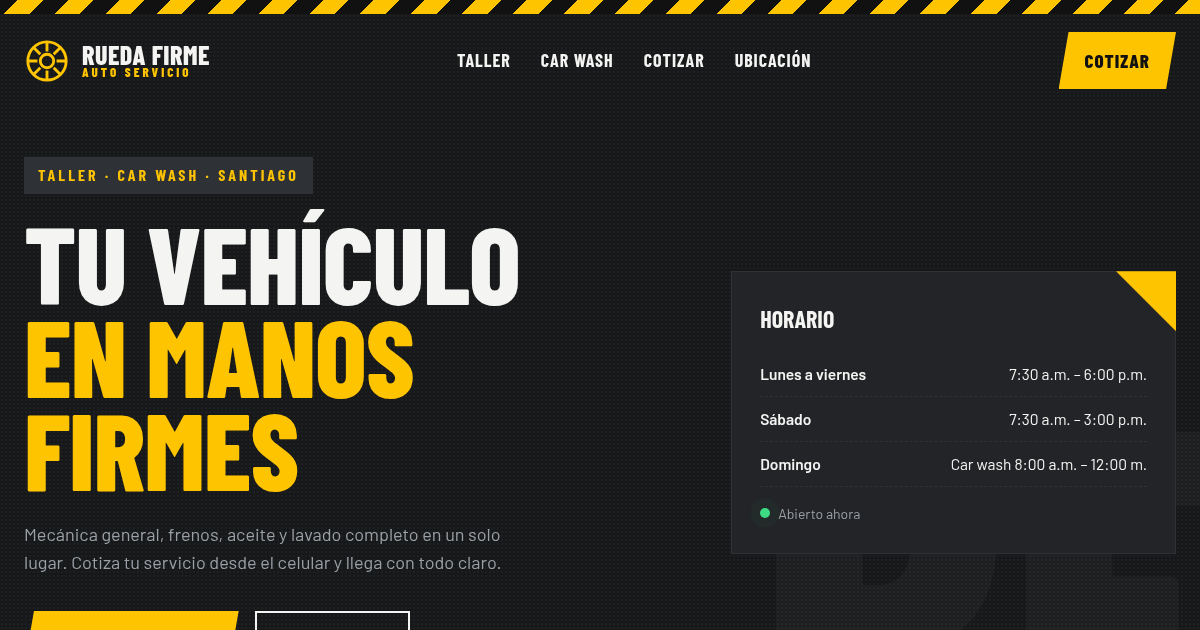 RUEDA FIRME
AUTO SERVICIO
TALLER
CAR WASH
COTIZAR
UBICACIÓN
COTIZAR
TALLER · CAR WASH · SANTIAGO
TU VEHÍCULO
EN MANOS
FIRMES
Mecánica general, frenos, aceite y lavado completo en un solo
lugar. Cotiza tu servicio desde el celular y llega con todo claro.
HORARIO
Lunes a viernes 7:30 a.m. – 6:00 p.m.
Sábado 7:30 a.m. – 3:00 p.m.
Domingo Car wash 8:00 a.m. – 12:00 m.
Abierto ahora